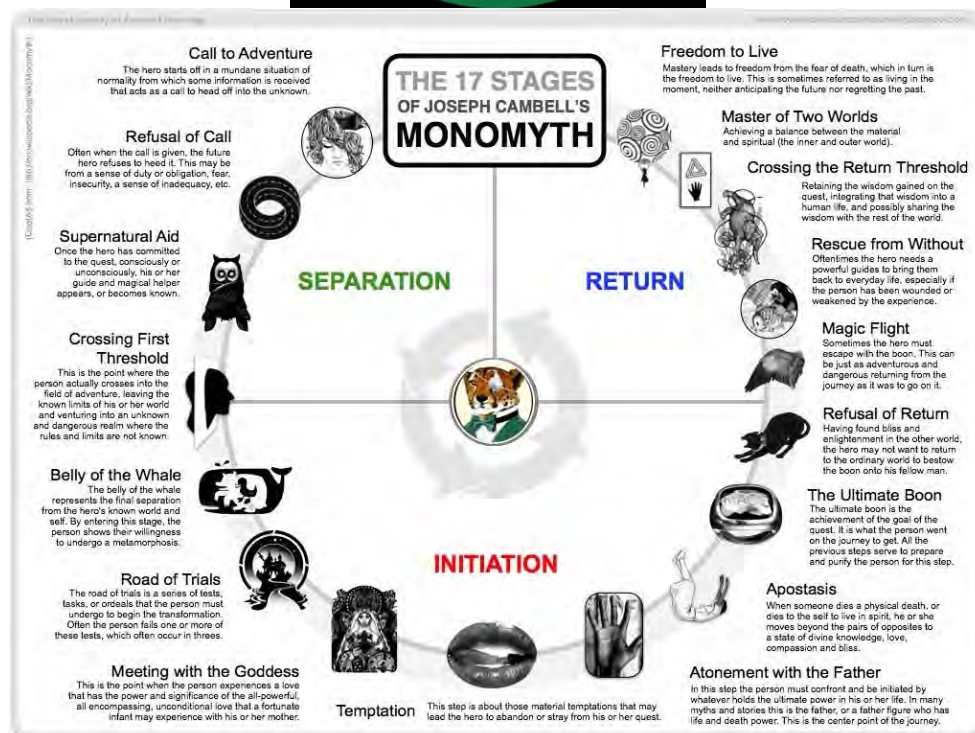 THE 17 STAGES
OF JOSEPH CAMBELL'S
MONOMYTH
SEPARATION
RETURN
INITIATION
Call to Adventure
The hero starts off in a mundane situation of
normality from which some information is received
that acts as a call to head off into the unknown.
Refusal of Call
Often when the call is given, the future
hero refuses to heed it. This may be
from a sense of duty or obligation, fear,
insecurity, a sense of inadequacy, etc.
Supernatural Aid
Once the hero has committed
to the quest, consciously or
unconsciously, his or her
guide and magical helper
appears, or becomes known.
Crossing First
Threshold
This is the point where the
person actually crosses into the
field of adventure, leaving the
known limits of his or her world
and venturing into an unknown
and dangerous realm where the
rules and limits are not known.
Belly of the Whale
The belly of the whale
represents the final separation
from the hero's known world and
self. By entering this stage, the
person shows their willingness
to undergo a metamorphosis.
Road of Trials
The road of trials is a series of tests,
tasks, or ordeals that the person must
undergo to begin the transformation.
Often the person fails one or more of
these tests, which often occur in threes.
Meeting with the Goddess
This is the point when the person experiences a love
that has the power and significance of the all-powerful,
all encompassing, unconditional love that a fortunate
infant may experience with his or her mother.
Temptation
This step is about those material temptations that may
lead the hero to abandon or stray from his or her quest.
Atonement with the Father
In this step the person must confront and be initiated by
whatever holds the ultimate power in his or her life. In many
myths and stories this is the father, or a father figure who has
life and death power. This is the center point of the journey.
Apostasis
When someone dies a physical death, or
dies to the self to live in spirit, he or she
moves beyond the pairs of opposites to
a state of divine knowledge, love,
compassion and bliss.
The Ultimate Boon
The ultimate boon is the
achievement of the goal of the
quest. It is what the person went
on the journey to get. All the
previous steps serve to prepare
and purify the person for this step.
Refusal of Return
Having found bliss and
enlightenment in the other world,
the hero may not want to return
to the ordinary world to bestow
the boon onto his fellow man.
Magic Flight
Sometimes the hero must
escape with the boon. This can
be just as adventurous and
dangerous returning from the
journey as it was to go on it.
Rescue from Without
Oftentimes the hero needs a
powerful guides to bring them
back to everyday life, especially if
the person has been wounded or
weakened by the experience.
Crossing the Return Threshold
Retaining the wisdom gained on the
quest, integrating that wisdom into a
human life, and possibly sharing the
wisdom with the rest of the world.
Master of Two Worlds
Achieving a balance between the material
and spiritual (the inner and outer world).
Freedom to Live
Mastery leads to freedom from the fear of death, which in turn is
the freedom to live. This is sometimes referred to as living in the
moment, neither anticipating the future nor regretting the past.